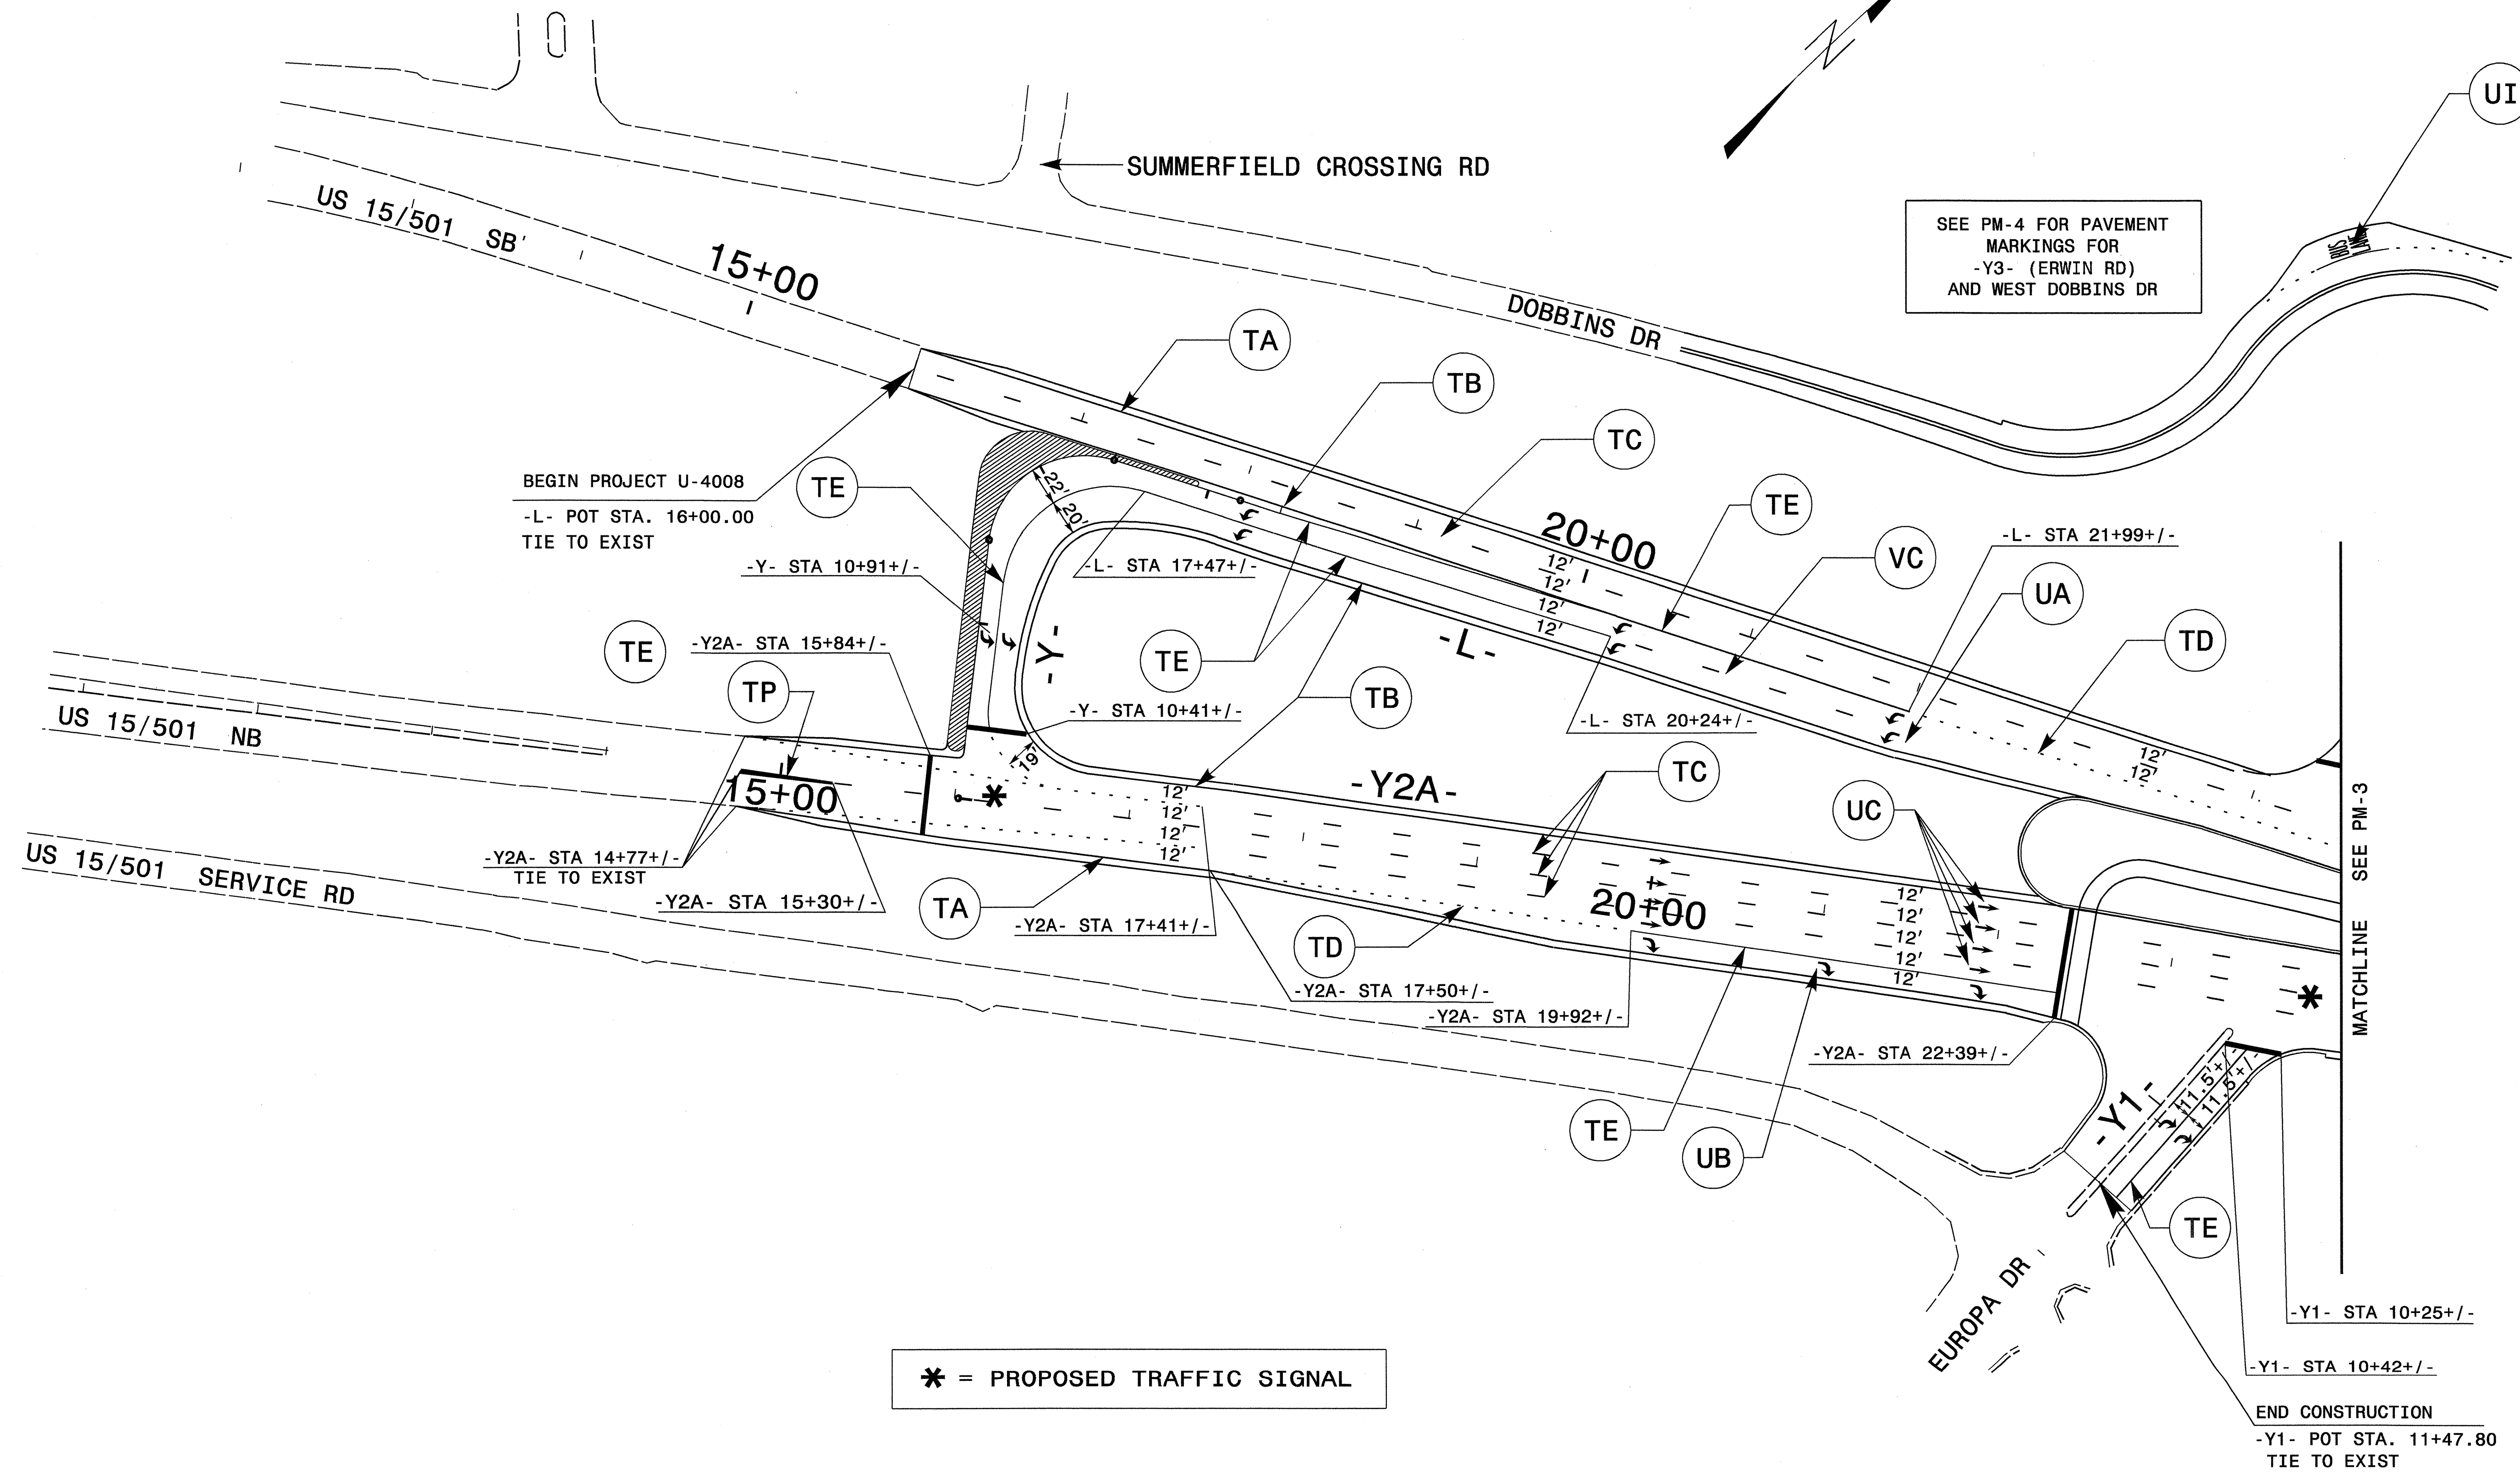 N
UI
SUMMERFIELD CROSSING RD
US 15/501 SB
15+00
SEE PM-4 FOR PAVEMENT
MARKINGS FOR
-Y3- (ERWIN RD)
AND WEST DOBBINS DR
BUS
LANE
DOBBINS DR
TA
TB
TC
TE
VC
UA
TD
BEGIN PROJECT U-4008
-L- POT STA. 16+00.00
TIE TO EXIST
TE
22'
20'
20+00
12'
12'
12'
12'
-L- STA 21+99+/-
-Y- STA 10+91+/-
-L- STA 17+47+/-
-Y-
-L-
TE
-Y2A- STA 15+84+/-
TP
TE
TB
-Y- STA 10+41+/-
-L- STA 20+24+/-
12'
12'
US 15/501 NB
19'
15+00
*
12'
12'
12'
12'
-Y2A-
TC
UC
MATCHLINE SEE PM-3
US 15/501 SERVICE RD
-Y2A- STA 14+77+/-
TIE TO EXIST
-Y2A- STA 15+30+/-
TA
-Y2A- STA 17+41+/-
20+00
12'
12'
12'
12'
12'
TD
-Y2A- STA 17+50+/-
-Y2A- STA 19+92+/-
*
-Y2A- STA 22+39+/-
TE
UB
-Y1-
11.5'+/-
11.5'+/-
TE
EUROPA DR
-Y1- STA 10+25+/-
-Y1- STA 10+42+/-
* = PROPOSED TRAFFIC SIGNAL
END CONSTRUCTION
-Y1- POT STA. 11+47.80
TIE TO EXIST